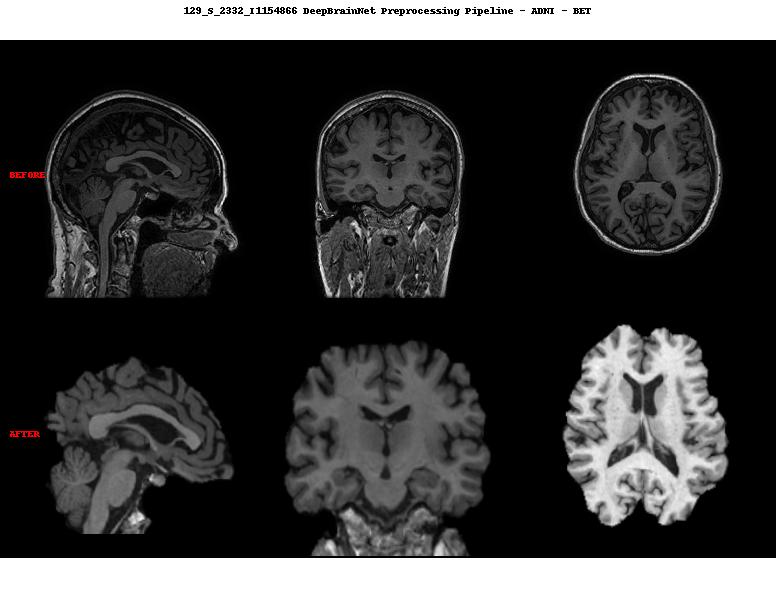 129_S_2332_I1154866 DeepBrainNet Preprocessing Pipeline - ADNI - BET
BEFORE
AFTER